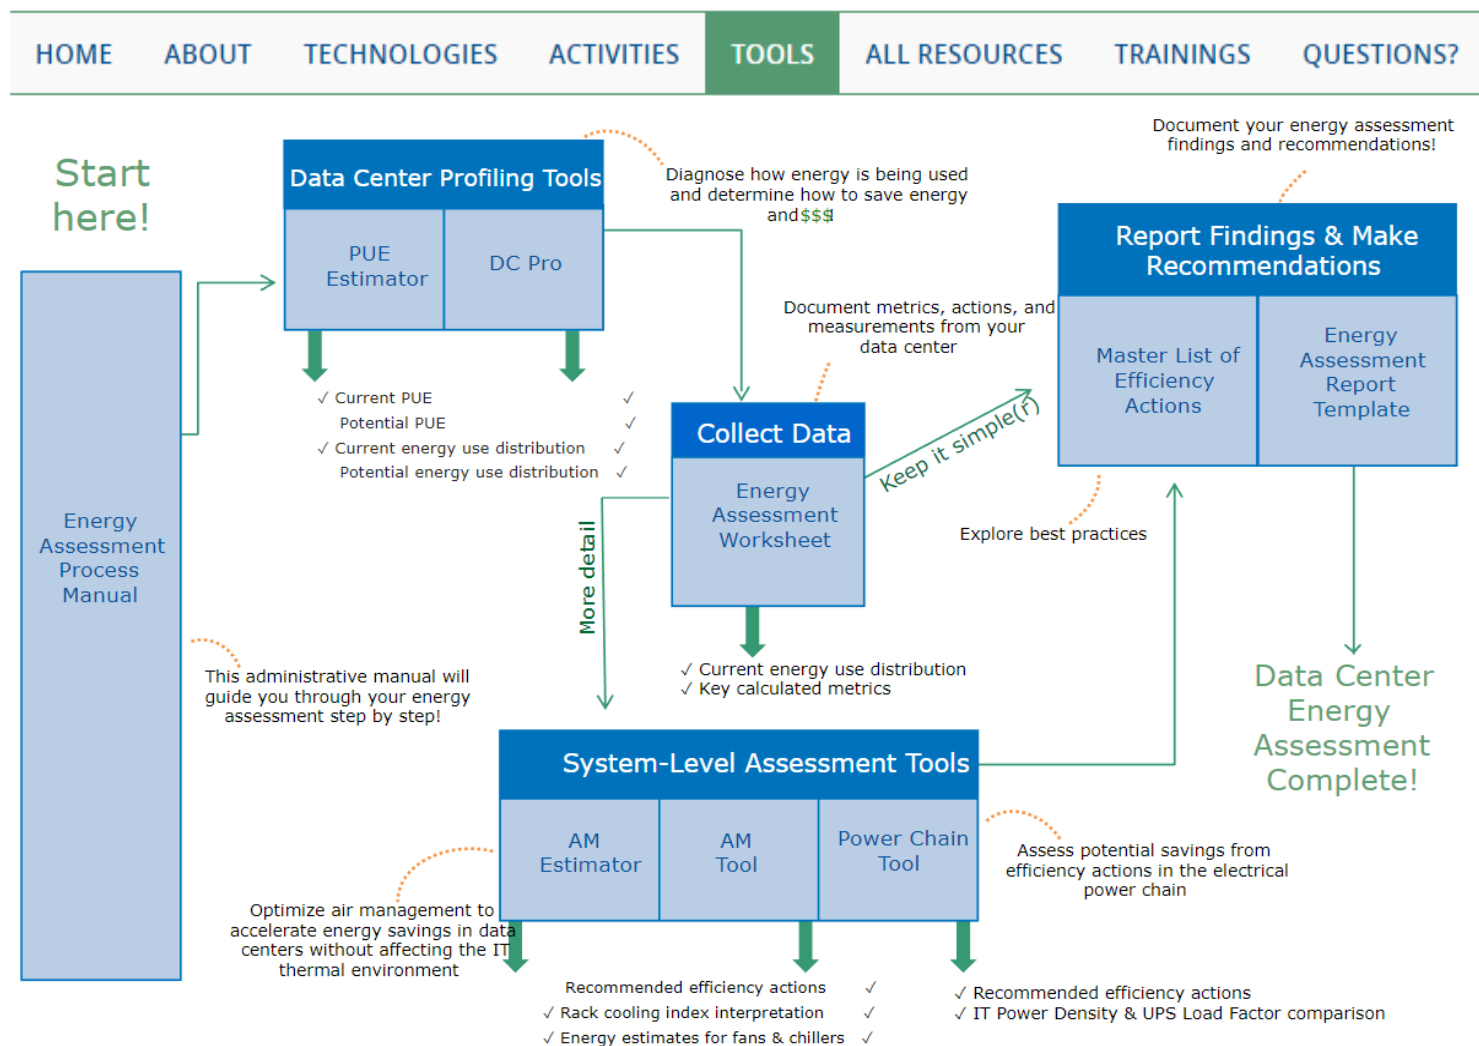 HOME ABOUT TECHNOLOGIES ACTIVITIES TOOLS ALL RESOURCES TRAININGS QUESTIONS?
Start
here!
Energy
Assessment
Process
Manual
This administrative manual will
guide you through your energy
assessment step by step!
Data Center Profiling Tools
PUE
Estimator
DC Pro
Diagnose how energy is being used
and determine how to save energy
and $$$!
✓ Current PUE ✓
Potential PUE ✓
✓ Current energy use distribution ✓
Potential energy use distribution ✓
Document metrics, actions, and
measurements from your
data center
Collect Data
Energy
Assessment
Worksheet
✓ Current energy use distribution
✓ Key calculated metrics
Keep it simple(r)
More detail
System-Level Assessment Tools
AM
Estimator
AM
Tool
Power Chain
Tool
Optimize air management to
accelerate energy savings in data
centers without affecting the IT
thermal environment
Assess potential savings from
efficiency actions in the electrical
power chain
Recommended efficiency actions ✓
✓ Rack cooling index interpretation ✓
✓ Energy estimates for fans & chillers ✓
✓ Recommended efficiency actions
✓ IT Power Density & UPS Load Factor comparison
Document your energy assessment
findings and recommendations!
Report Findings & Make
Recommendations
Master List of
Efficiency
Actions
Energy
Assessment
Report
Template
Explore best practices
Data Center
Energy
Assessment
Complete!